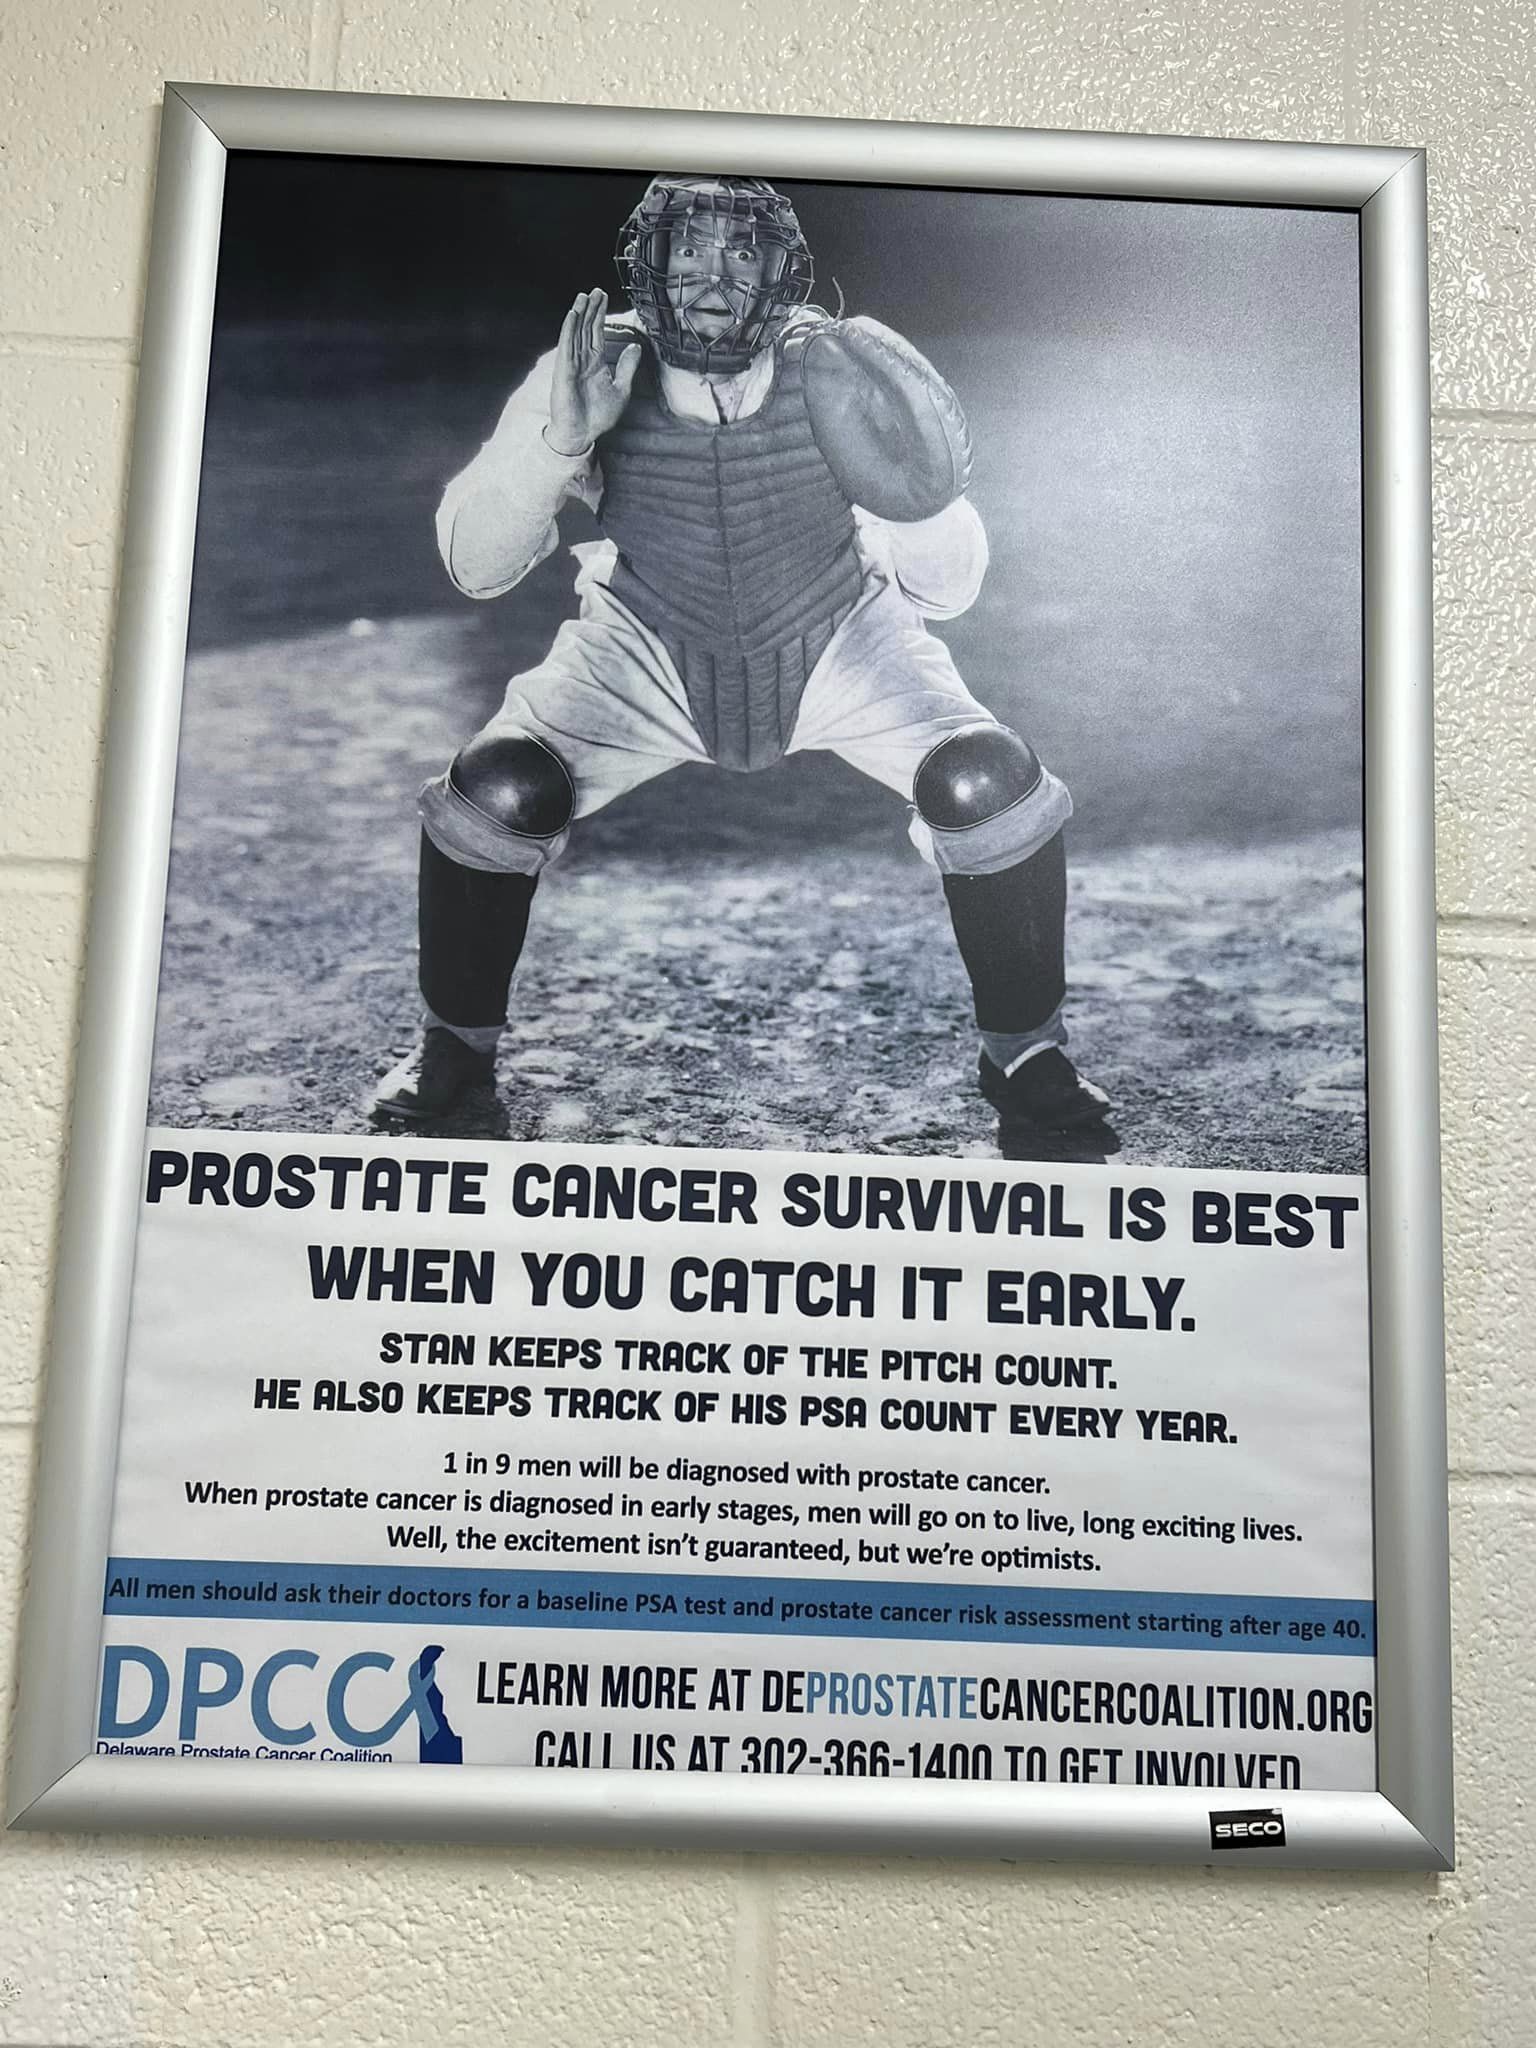 PROSTATE CANCER SURVIVAL IS BEST
WHEN YOU CATCH IT EARLY.
STAN KEEPS TRACK OF THE PITCH COUNT.
HE ALSO KEEPS TRACK OF HIS PSA COUNT EVERY YEAR.
1 in 9 men will be diagnosed with prostate cancer.
When prostate cancer is diagnosed in early stages, men will go on to live, long exciting lives.
Well, the excitement isn't guaranteed, but we're optimists.
All men should ask their doctors for a baseline PSA test and prostate cancer risk assessment starting after age 40.
DPCC
Delaware Prostate Cancer Coalition
LEARN MORE AT DEPROSTATECANCERCOALITION.ORG
CALL US AT 302-366-1400 TO GET INVOLVED
SECO